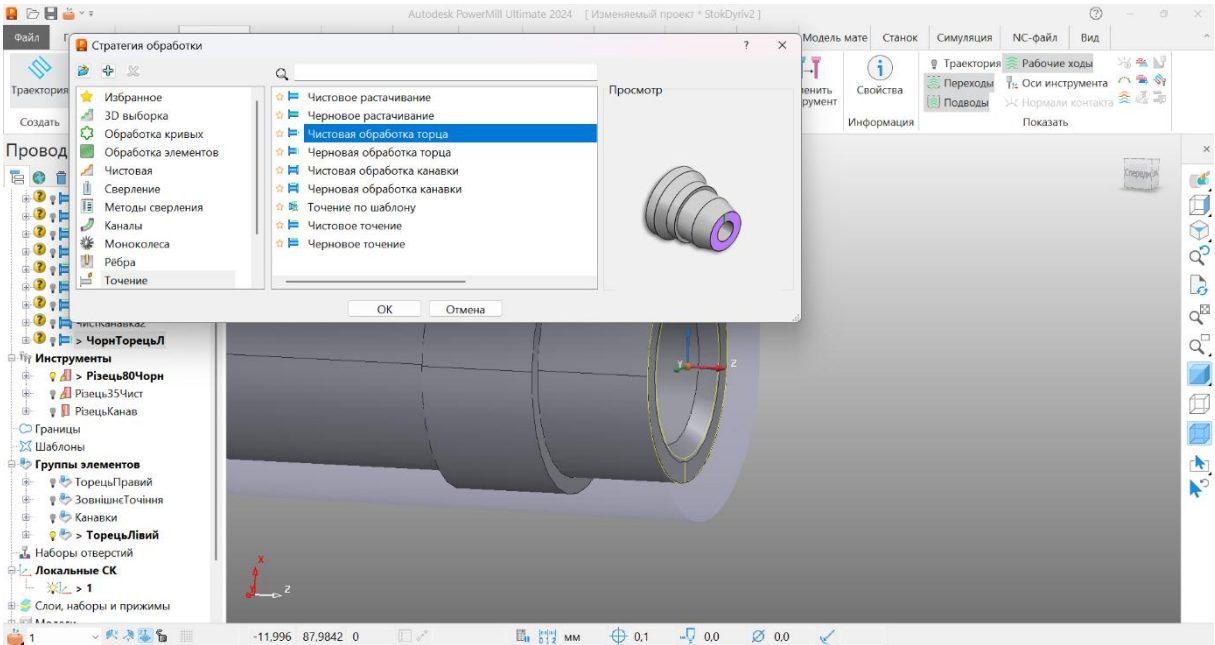 Autodesk PowerMill Ultimate 2024 [ Изменяемый проект * StokDyriv2 ]
Файл
Модель мате Станок Симуляция NC-файл Вид
Стратегия обработки
Траектория
Создать
Свойства
Информация
Траектория
Переходы
Подводы
Рабочие ходы
Оси инструмента
Нормали контакта
Показать
Избранное
3D выборка
Обработка кривых
Обработка элементов
Чистовая
Сверление
Методы сверления
Каналы
Моноколеса
Рёбра
Точение
Чистовое растачивание
Черновое растачивание
Чистовая обработка торца
Черновая обработка торца
Чистовая обработка канавки
Черновая обработка канавки
Точение по шаблону
Чистовое точение
Черновое точение
Просмотр
ОК Отмена
Провод
> ЧорнТорецьЛ
Инструменты
> Різець80Чорн
Різець35Чист
РізецьКанав
Границы
Шаблоны
Группы элементов
ТорецьПравий
ЗовнішнєТочіння
Канавки
> ТорецьЛівий
Наборы отверстий
Локальные СК
> 1
Слои, наборы и прижимы
Y Z
X
Z
1 -11,996 87,9842 0 мм 0,1 0,0 0,0